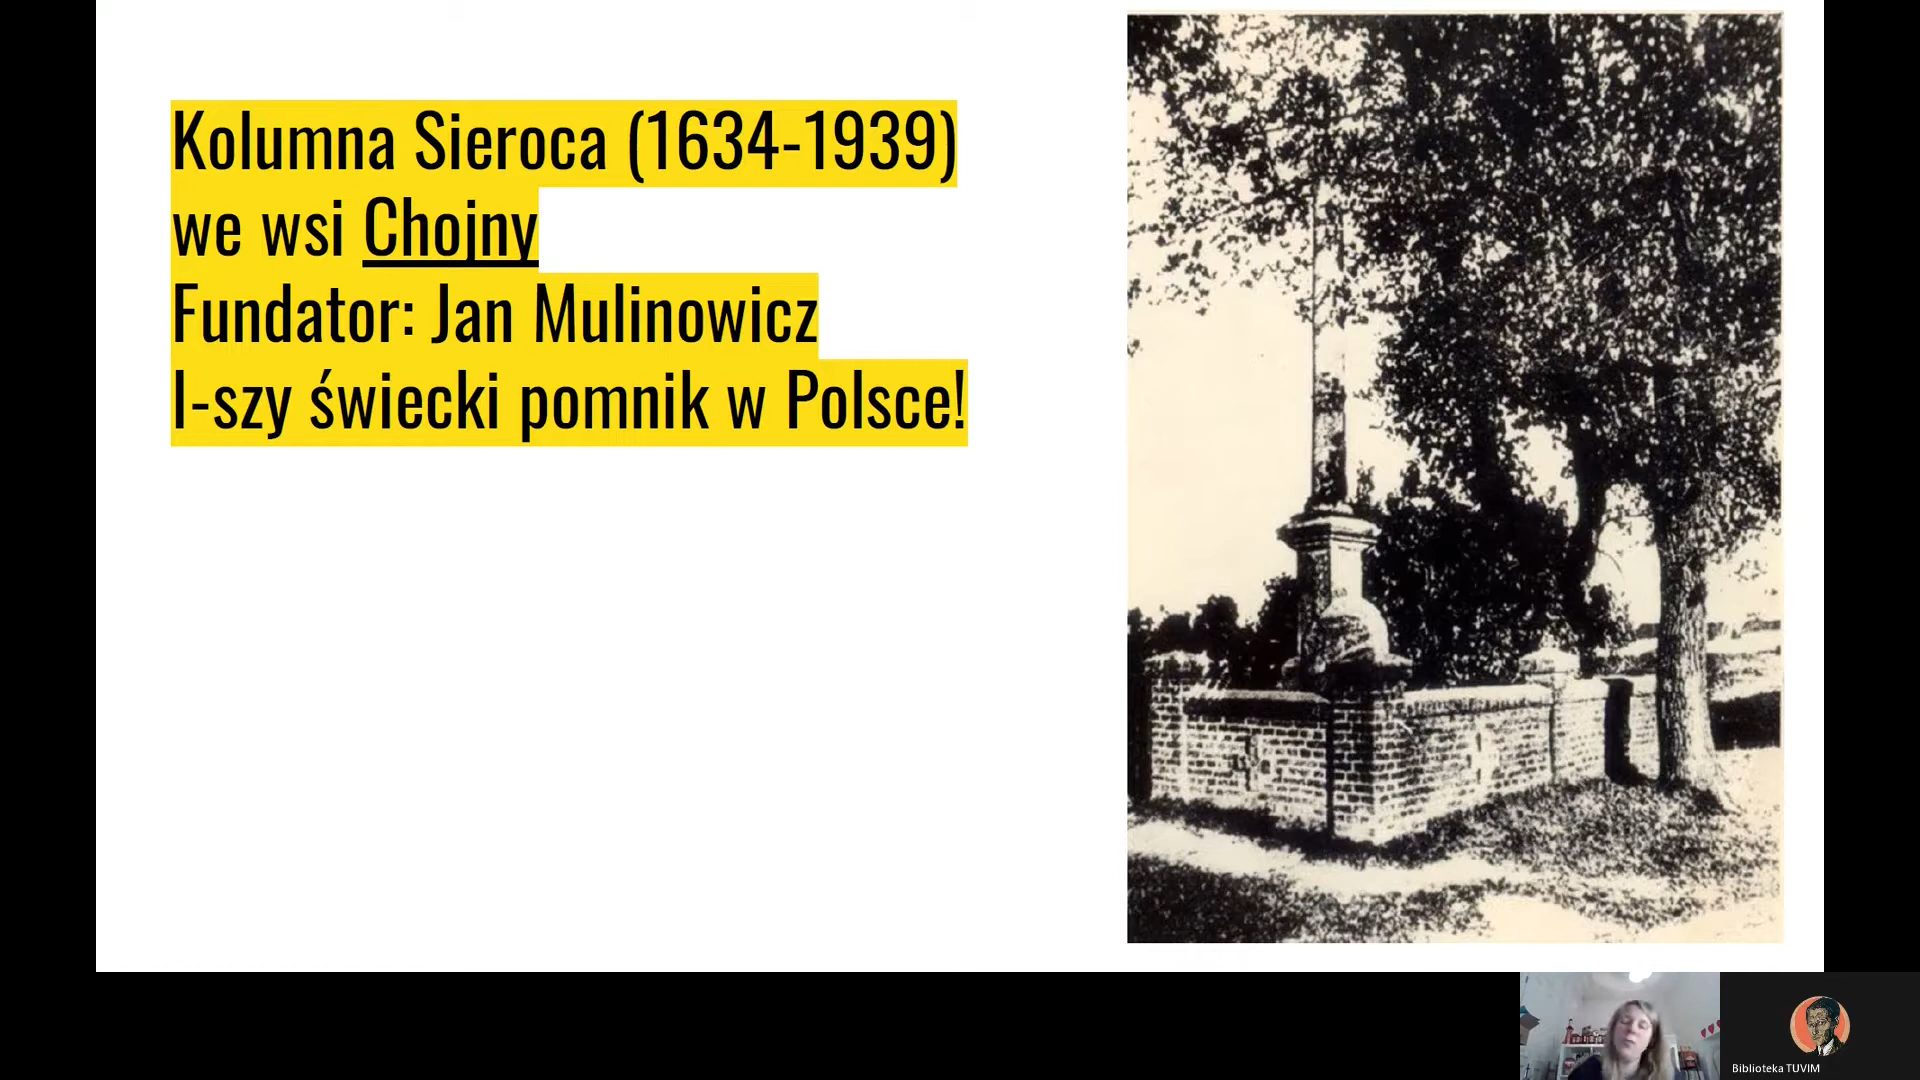 Kolumna Sieroca (1634-1939)
we wsi Chojny
Fundator: Jan Mulinowicz
I-szy świecki pomnik w Polsce!
Biblioteka TUVIM